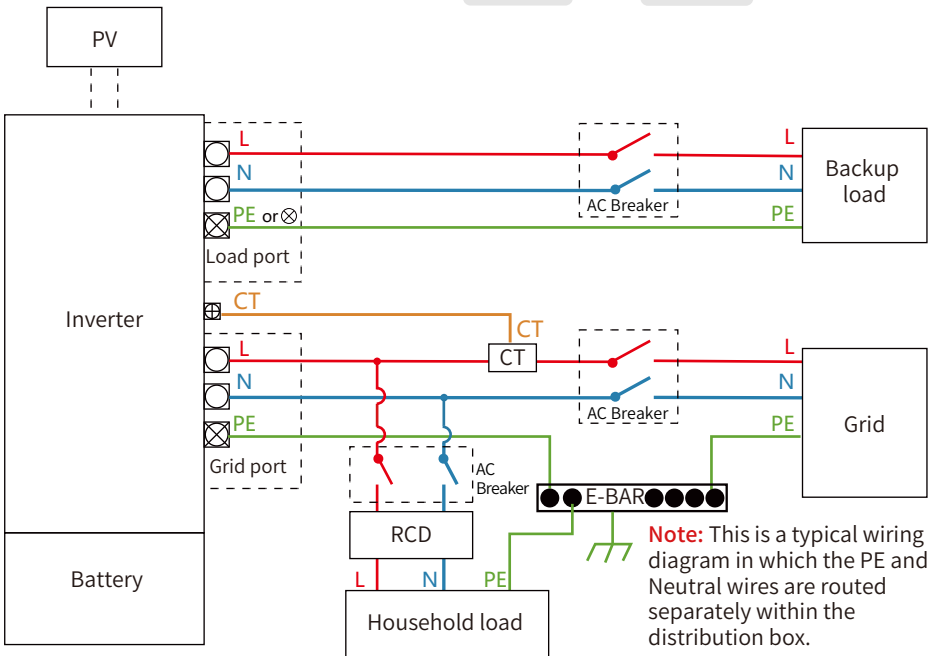 PV
L
L
N
N
Backup
load
AC Breaker
PE or
PE
Load port
Inverter
CT
CT
CT
L
L
N
N
AC Breaker
PE
PE
Grid
Grid port
AC
Breaker
E-BAR
RCD
Note: This is a typical wiring
diagram in which the PE and
Neutral wires are routed
separately within the
distribution box.
Battery
L
N
PE
Household load